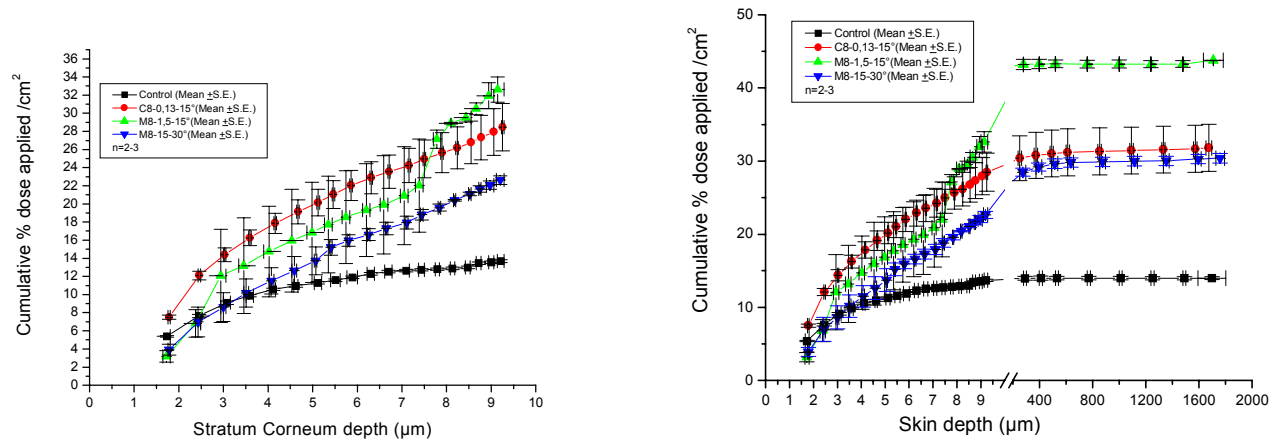 Cumulative % dose applied /cm²
36
34
32
30
28
26
24
22
20
18
16
14
12
10
8
6
4
2
0
Control (Mean ±S.E.)
C8-0,13-15°(Mean ±S.E.)
M8-1,5-15°(Mean ±S.E.)
M8-15-30°(Mean ±S.E.)
n=2-3
0 1 2 3 4 5 6 7 8 9 10
Stratum Corneum depth (µm)
Cumulative % dose applied /cm²
50
40
30
20
10
0
Control (Mean ±S.E.)
C8-0,13-15°(Mean ±S.E.)
M8-1,5-15°(Mean ±S.E.)
M8-15-30°(Mean ±S.E.)
n=2-3
0 1 2 3 4 5 6 7 8 9 400 800 1200 1600 2000
Skin depth (µm)